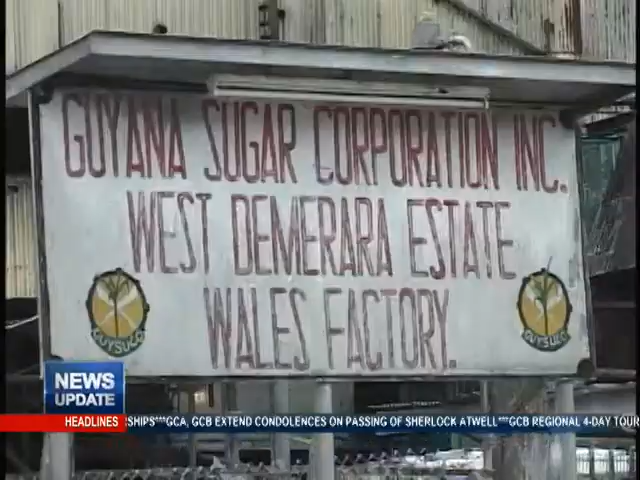 GUYANA SUGAR CORPORATION INC.
WEST DEMERARA ESTATE
WALES FACTORY.
GUYSUCO
GUYSUCO
NEWS
UPDATE
HEADLINES
SHIPS***GCA, GCB EXTEND CONDOLENCES ON PASSING OF SHERLOCK ATWELL***GCB REGIONAL 4-DAY TOUR